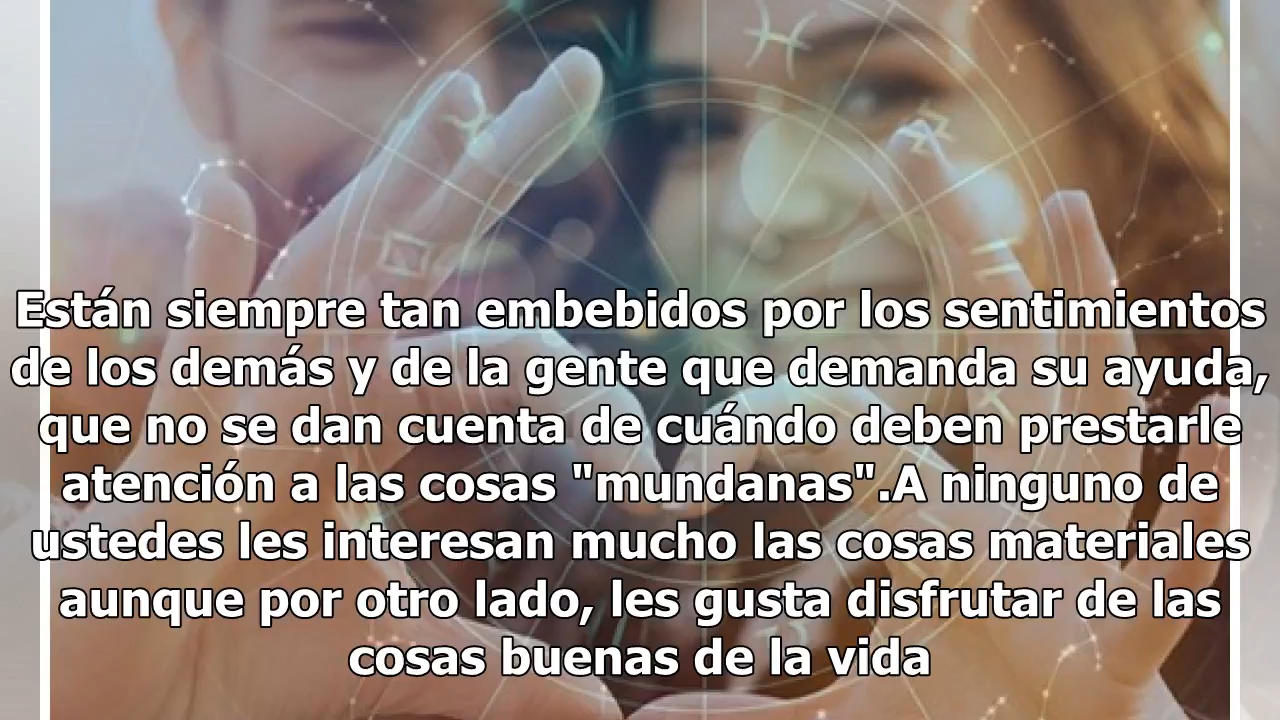 Están siempre tan embebidos por los sentimientos
de los demás y de la gente que demanda su ayuda,
que no se dan cuenta de cuándo deben prestarle
atención a las cosas "mundanas".A ninguno de
ustedes les interesan mucho las cosas materiales
aunque por otro lado, les gusta disfrutar de las
cosas buenas de la vida